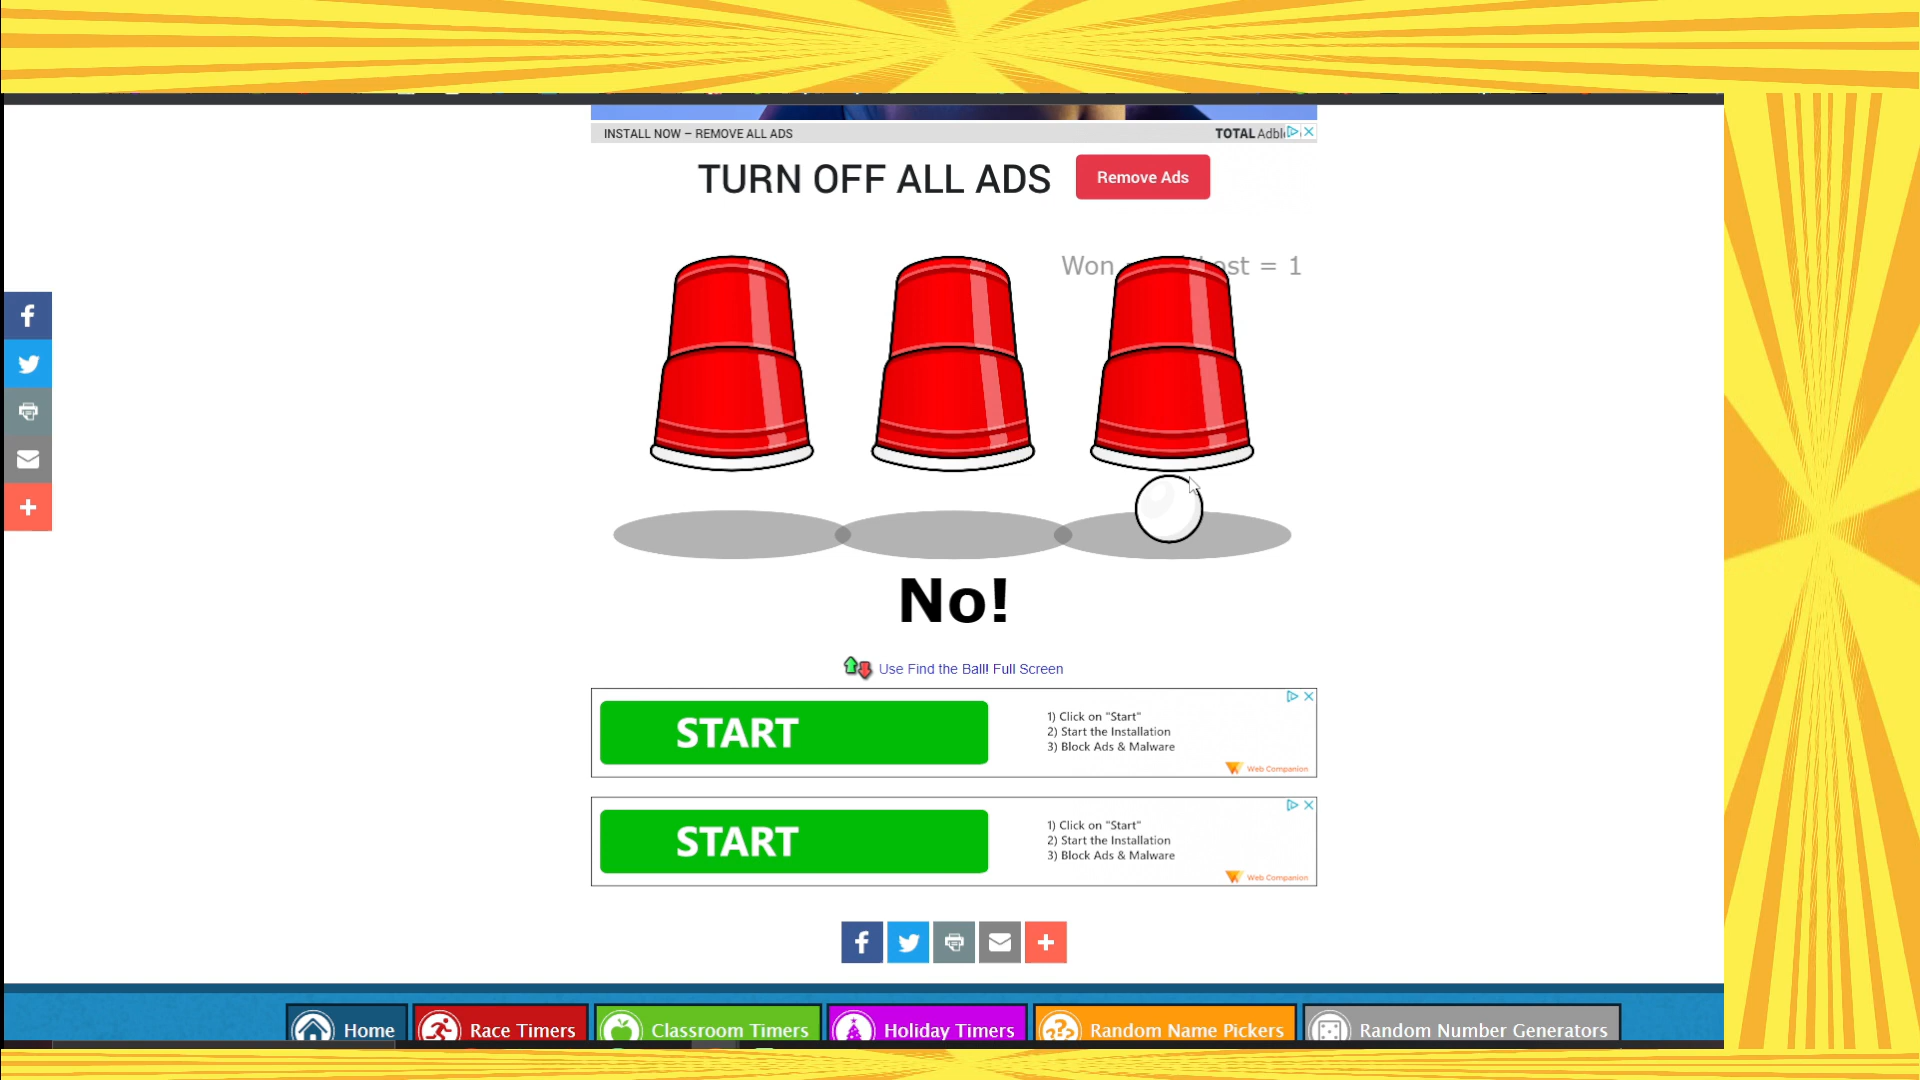 INSTALL NOW – REMOVE ALL ADS
TOTAL
TURN OFF ALL ADS
Remove Ads
Won = 1
No!
Use Find the Ball! Full Screen
START
1) Click on "Start"
2) Start the Installation
3) Block Ads & Malware
Web Companion
START
1) Click on "Start"
2) Start the Installation
3) Block Ads & Malware
Web Companion
Home
Race Timers
Classroom Timers
Holiday Timers
Random Name Pickers
Random Number Generators